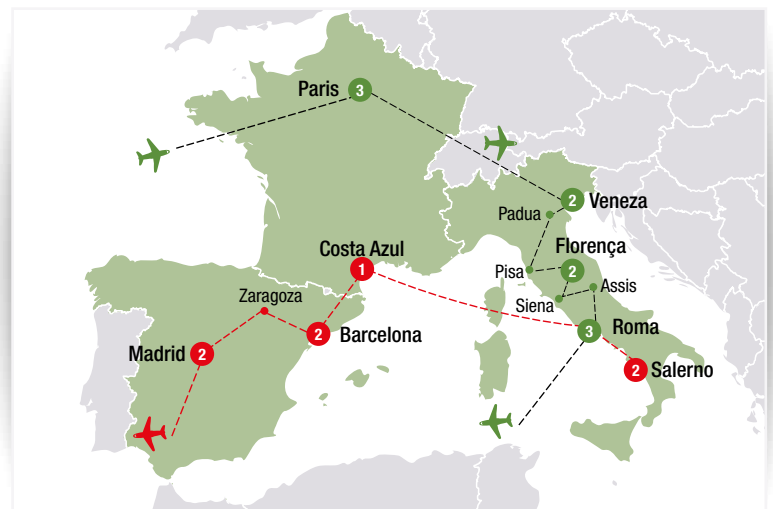 Paris
3
2
Veneza
Padua
Costa Azul
Florença
1
Pisa
2
Assis
Zaragoza
Siena
Madrid
2
2
Barcelona
3
Roma
2
Salerno